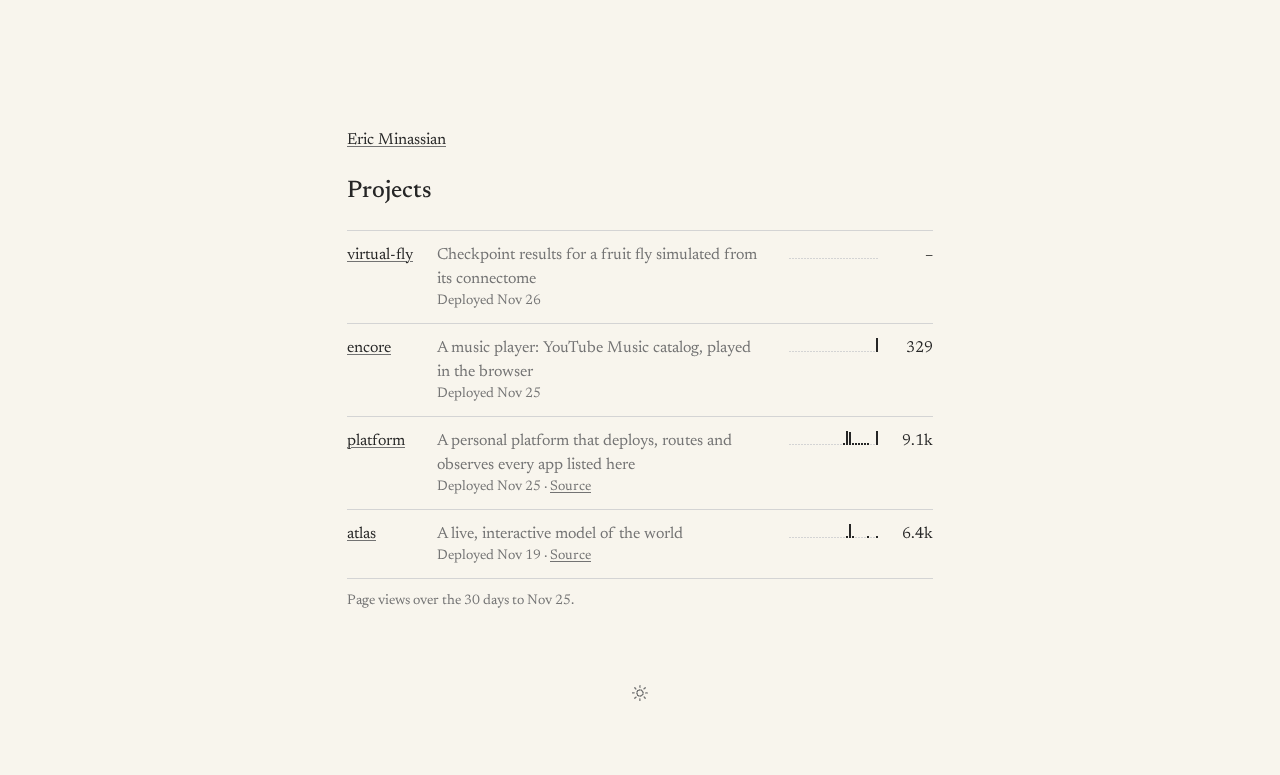 Eric Minassian
Projects
virtual-fly
Checkpoint results for a fruit fly simulated from
its connectome
Deployed Nov 26
–
encore
A music player: YouTube Music catalog, played
in the browser
Deployed Nov 25
329
platform
A personal platform that deploys, routes and
observes every app listed here
Deployed Nov 25 · Source
9.1k
atlas
A live, interactive model of the world
Deployed Nov 19 · Source
6.4k
Page views over the 30 days to Nov 25.